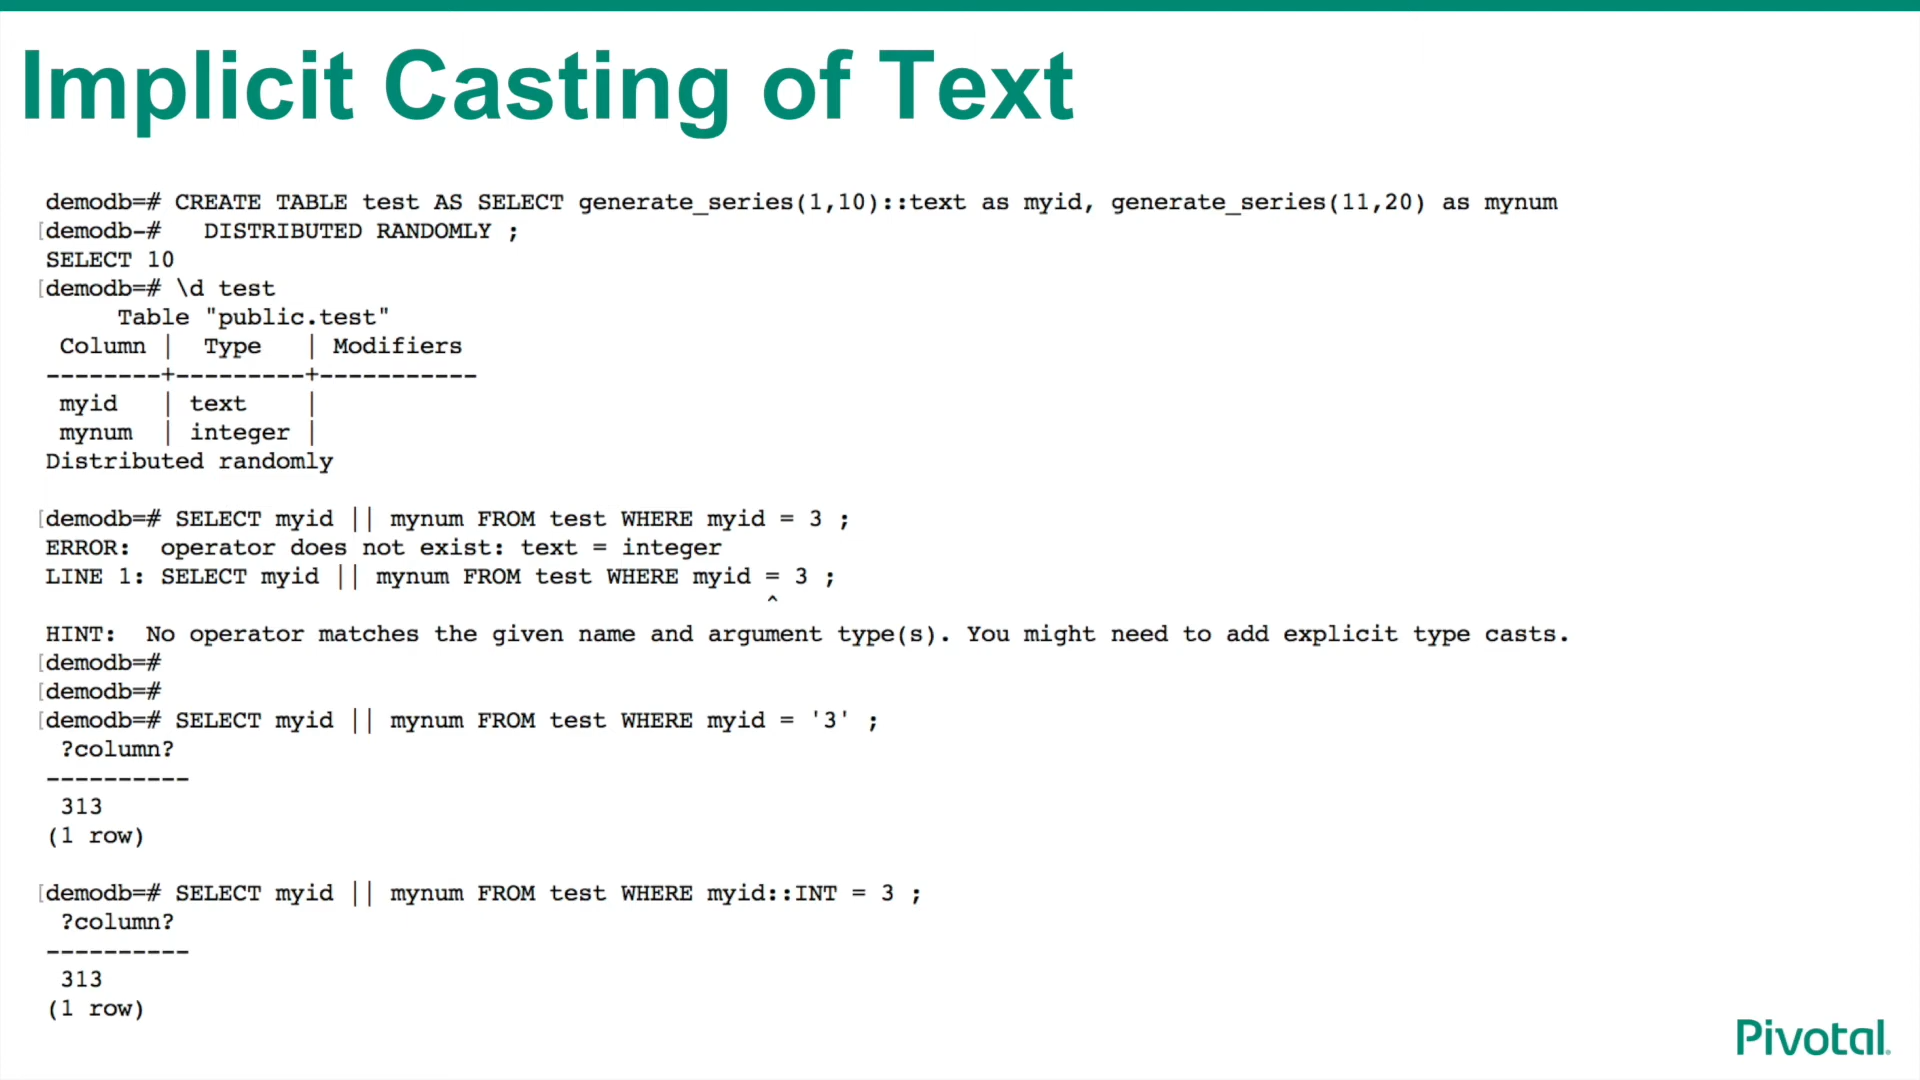 Implicit Casting of Text
demodb=# CREATE TABLE test AS SELECT generate_series(1,10)::text as myid, generate_series(11,20) as mynum
[demodb-#   DISTRIBUTED RANDOMLY ;
SELECT 10
[demodb=# \d test
     Table "public.test"
 Column |  Type   | Modifiers
--------+---------+-----------
 myid   | text    |
 mynum  | integer |
Distributed randomly
[demodb=# SELECT myid || mynum FROM test WHERE myid = 3 ;
ERROR:  operator does not exist: text = integer
LINE 1: SELECT myid || mynum FROM test WHERE myid = 3 ;
                                                  ^
HINT:  No operator matches the given name and argument type(s). You might need to add explicit type casts.
[demodb=#
[demodb=#
[demodb=# SELECT myid || mynum FROM test WHERE myid = '3' ;
 ?column?
----------
 313
(1 row)
[demodb=# SELECT myid || mynum FROM test WHERE myid::INT = 3 ;
 ?column?
----------
 313
(1 row)
Pivotal.